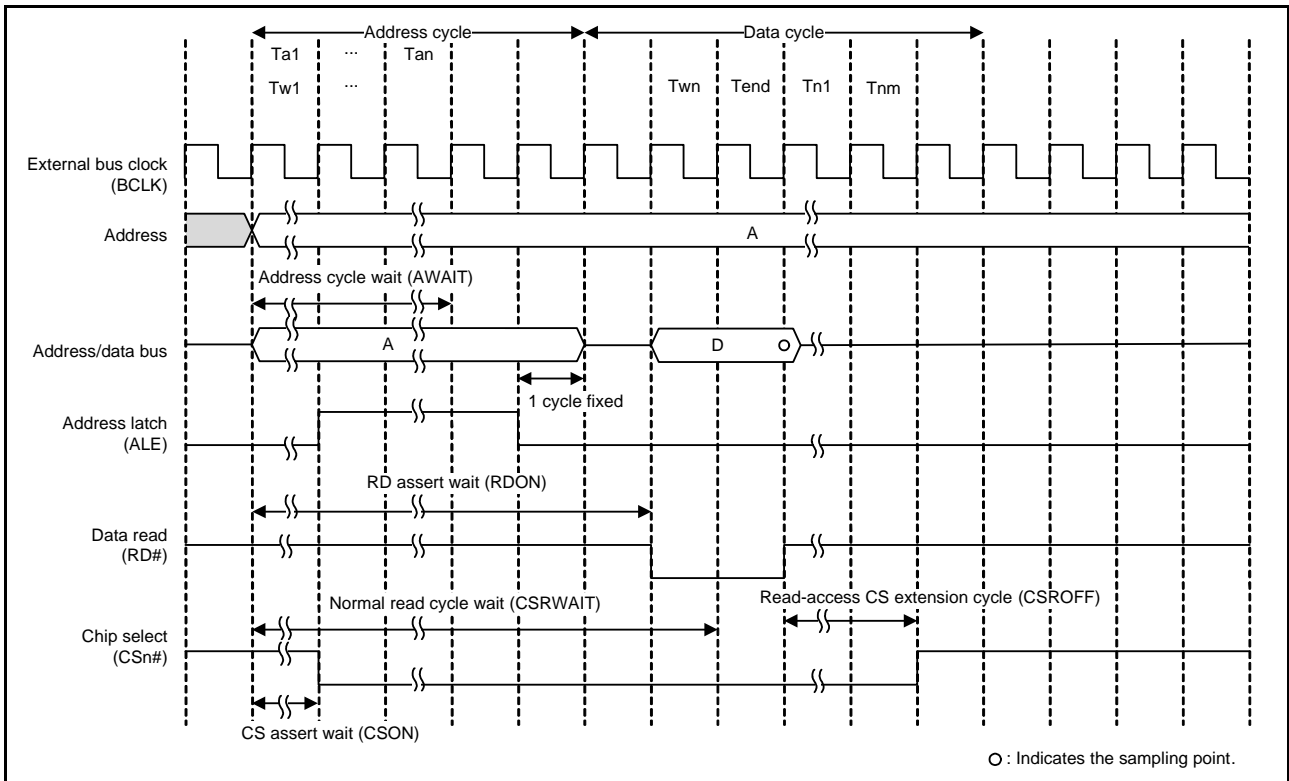 Address cycle Data cycle
Ta1 ... Tan
Tw1 ... Twn Tend Tn1 Tnm
External bus clock
(BCLK)
Address
A
Address cycle wait (AWAIT)
Address/data bus
A D
1 cycle fixed
Address latch
(ALE)
RD assert wait (RDON)
Data read
(RD#)
Normal read cycle wait (CSRWAIT) Read-access CS extension cycle (CSROFF)
Chip select
(CSn#)
CS assert wait (CSON)
: Indicates the sampling point.